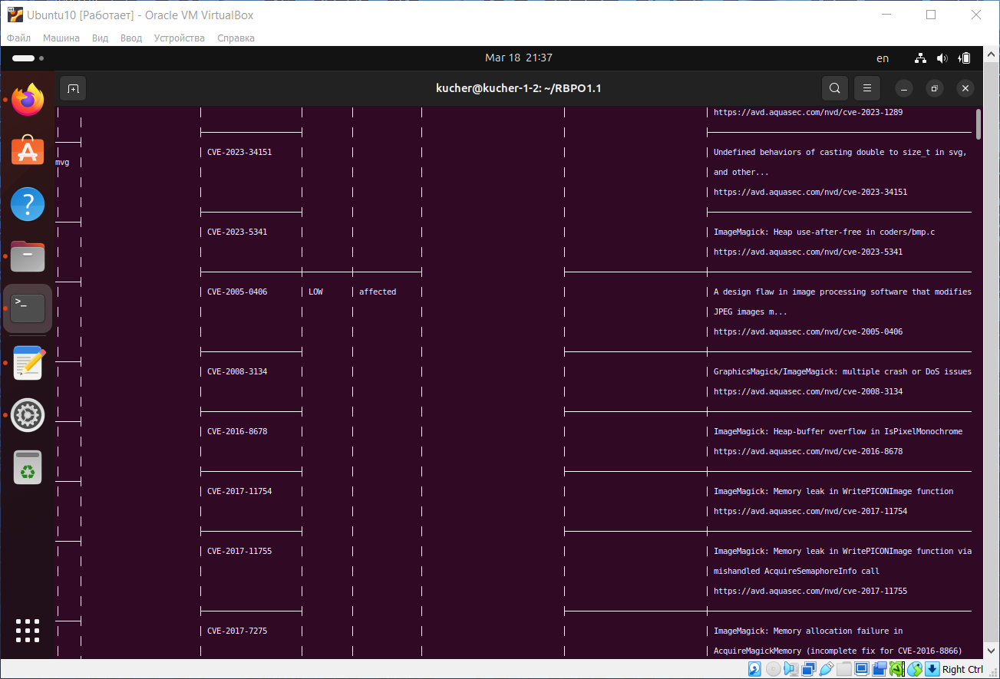 Ubuntu10 [Работает] - Oracle VM VirtualBox
Файл Машина Вид Ввод Устройства Справка
Mar 18 21:37
en
kucher@kucher-1-2: ~/RBPO1.1
https://avd.aquasec.com/nvd/cve-2023-1289
CVE-2023-34151 Undefined behaviors of casting double to size_t in svg,
mvg
and other...
https://avd.aquasec.com/nvd/cve-2023-34151
CVE-2023-5341 ImageMagick: Heap use-after-free in coders/bmp.c
https://avd.aquasec.com/nvd/cve-2023-5341
CVE-2005-0406 LOW affected A design flaw in image processing software that modifies
JPEG images m...
https://avd.aquasec.com/nvd/cve-2005-0406
CVE-2008-3134 GraphicsMagick/ImageMagick: multiple crash or DoS issues
https://avd.aquasec.com/nvd/cve-2008-3134
CVE-2016-8678 ImageMagick: Heap-buffer overflow in IsPixelMonochrome
https://avd.aquasec.com/nvd/cve-2016-8678
CVE-2017-11754 ImageMagick: Memory leak in WritePICONImage function
https://avd.aquasec.com/nvd/cve-2017-11754
CVE-2017-11755 ImageMagick: Memory leak in WritePICONImage function via
mishandled AcquireSemaphoreInfo call
https://avd.aquasec.com/nvd/cve-2017-11755
CVE-2017-7275 ImageMagick: Memory allocation failure in
AcquireMagickMemory (incomplete fix for CVE-2016-8866)
Right Ctrl